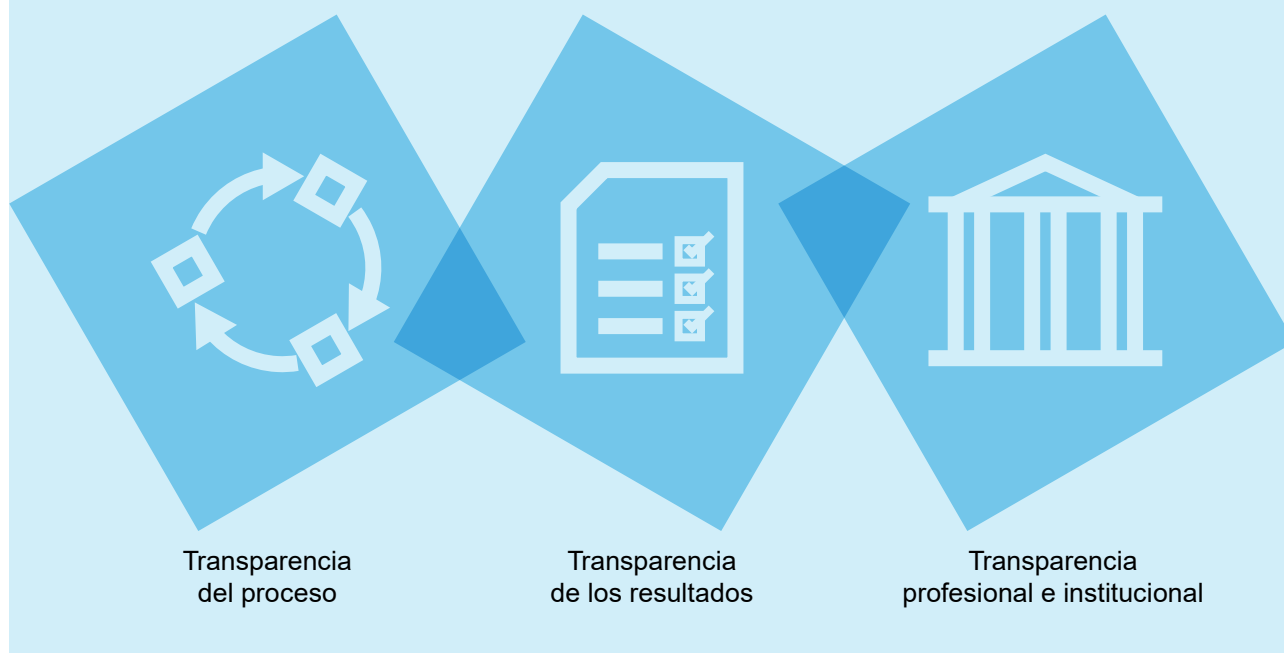 Transparencia
del proceso
Transparencia
de los resultados
Transparencia
profesional e institucional